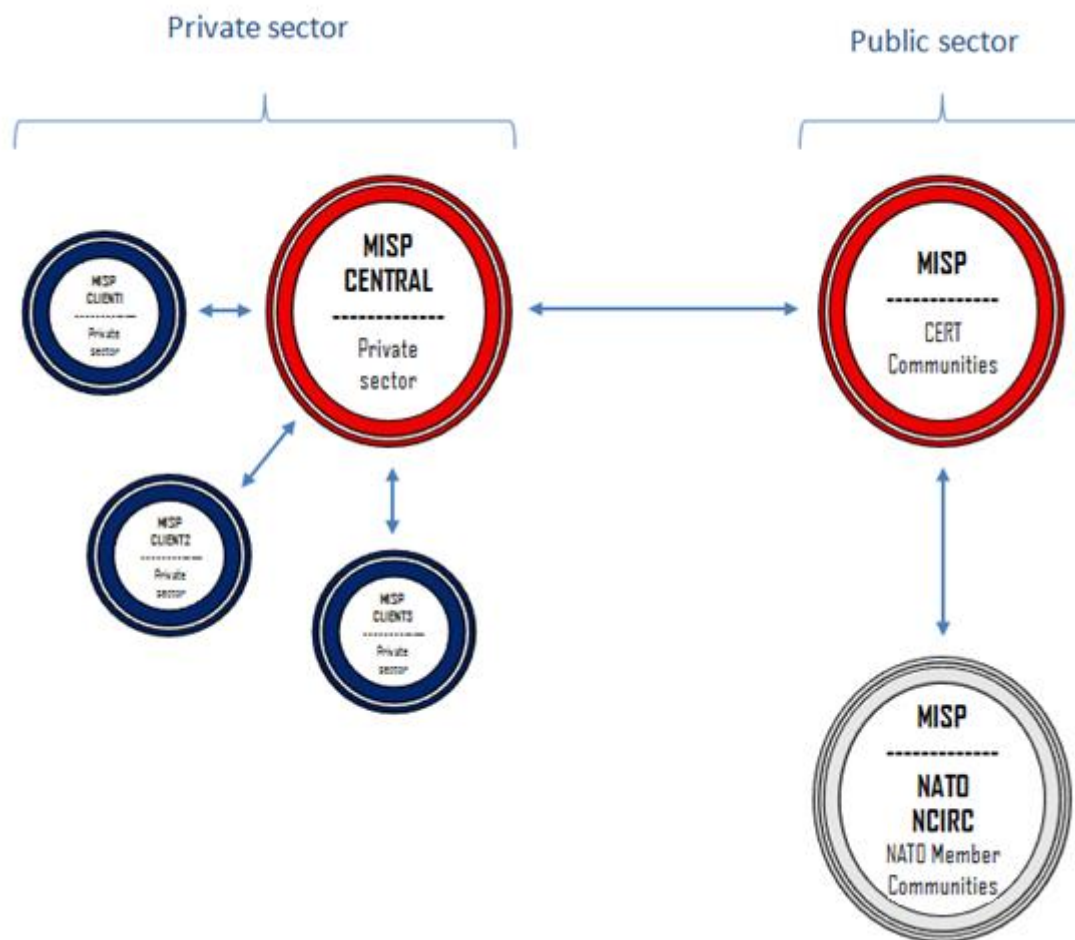 Private sector
Public sector
MISP
CLIENT1
------------
Private
sector
MISP
CENTRAL
-------------
Private
sector
MISP
-------------
CERT
Communities
MISP
CLIENT2
------------
Private
sector
MISP
CLIENT3
------------
Private
sector
MISP
-------------
NATO
NCIRC
NATO Member
Communities